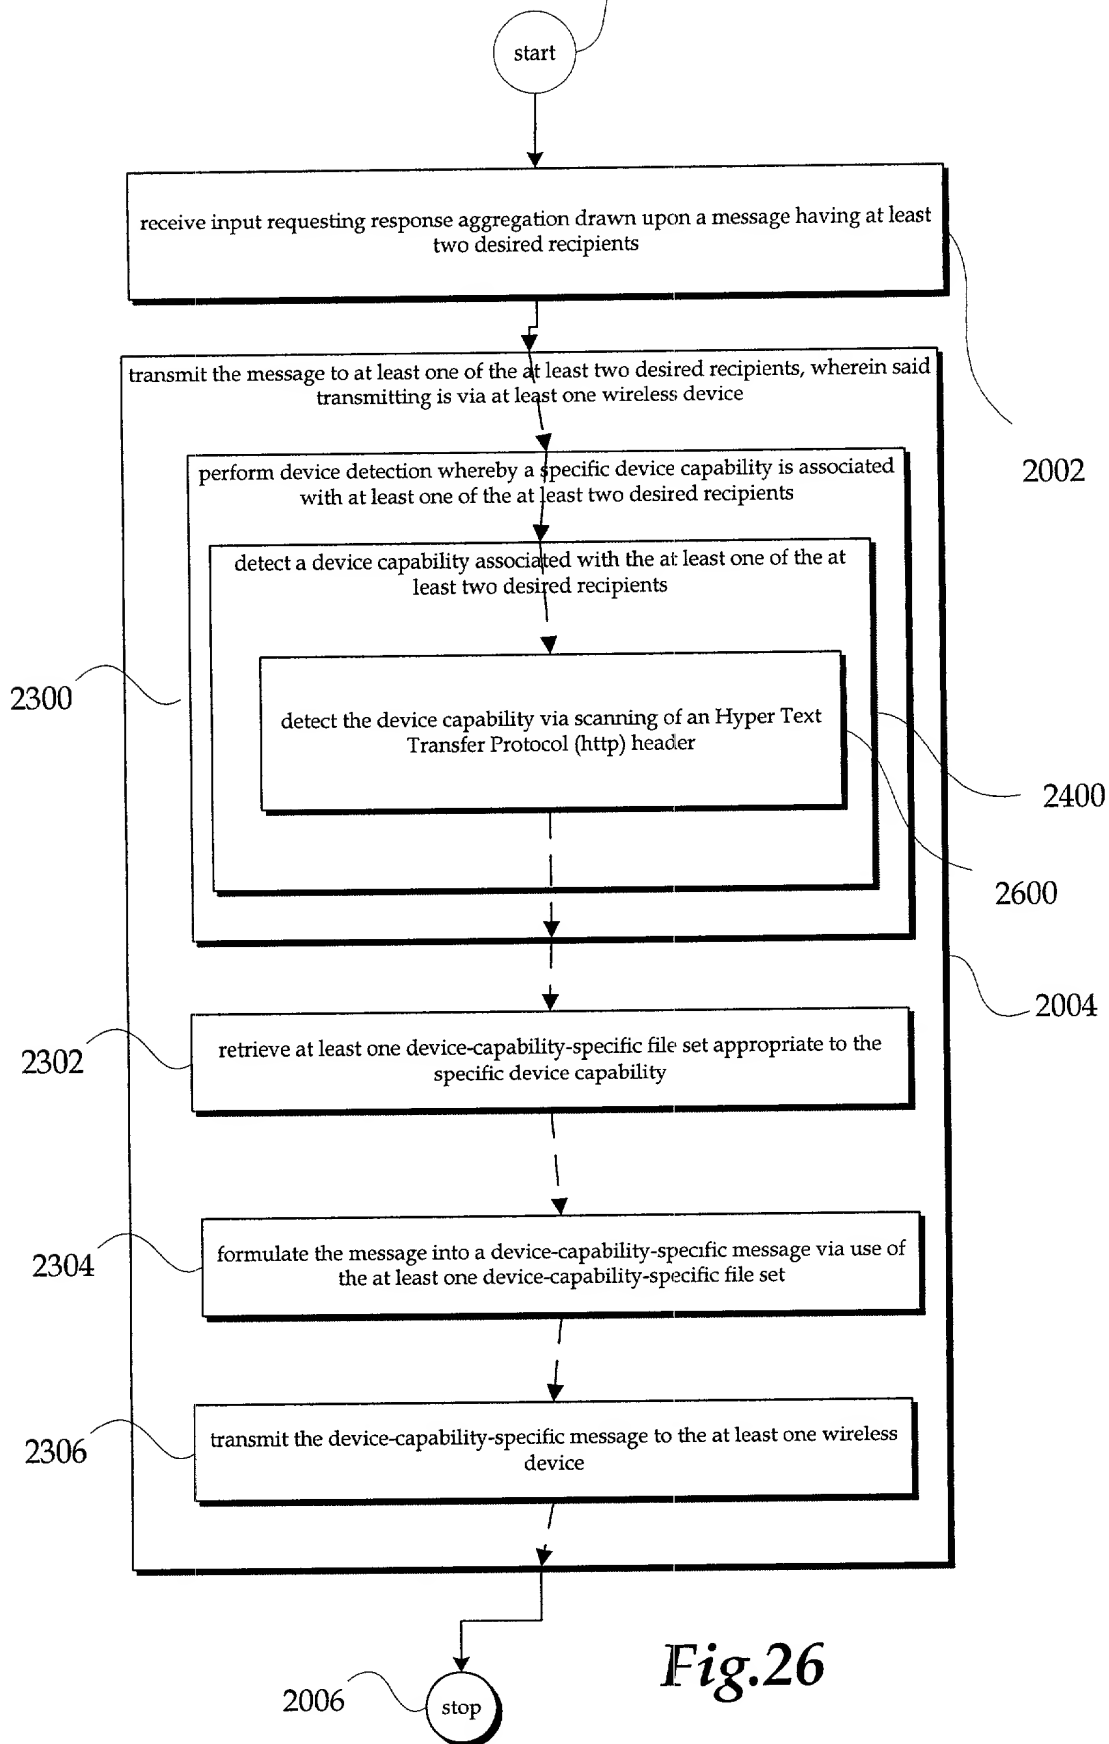 start
receive input requesting response aggregation drawn upon a message having at least
two desired recipients
2002
transmit the message to at least one of the at least two desired recipients, wherein said
transmitting is via at least one wireless device
perform device detection whereby a specific device capability is associated
with at least one of the at least two desired recipients
detect a device capability associated with the at least one of the at
least two desired recipients
2300
detect the device capability via scanning of an Hyper Text
Transfer Protocol (http) header
2400
2600
2004
2302
retrieve at least one device-capability-specific file set appropriate to the
specific device capability
2304
formulate the message into a device-capability-specific message via use of
the at least one device-capability-specific file set
2306
transmit the device-capability-specific message to the at least one wireless
device
Fig.26
2006
stop